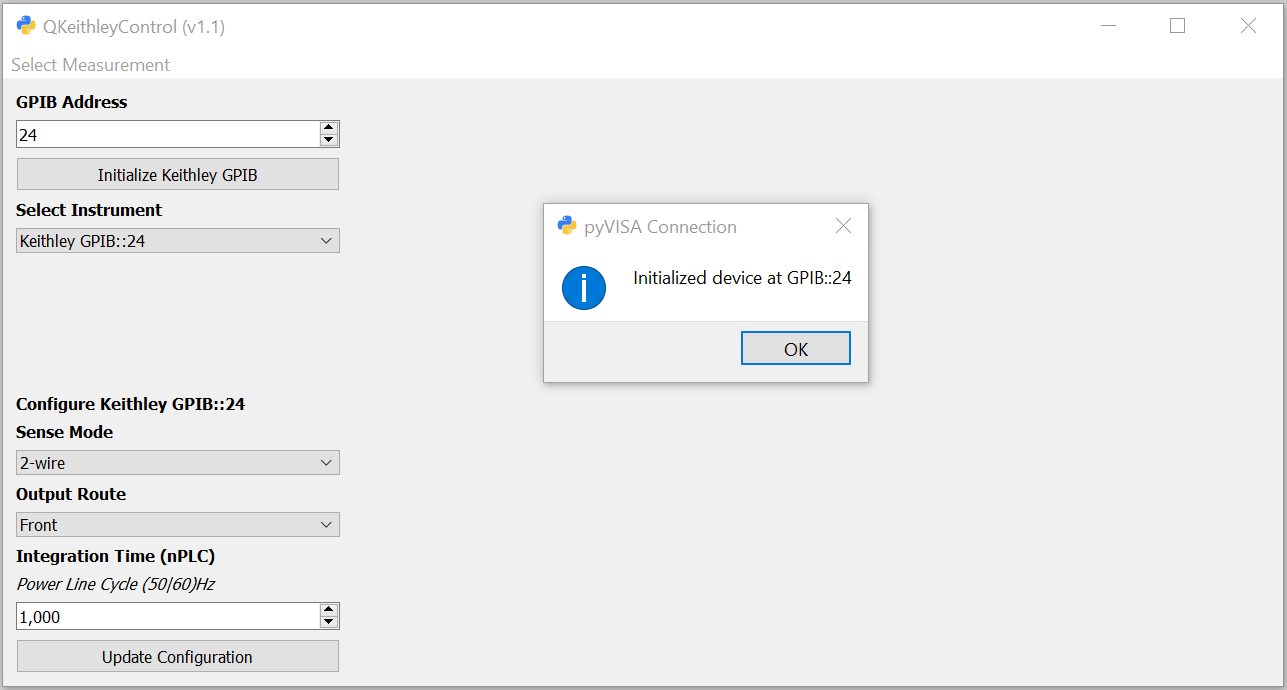 QKeithleyControl (v1.1)
Select Measurement
GPIB Address
24
Initialize Keithley GPIB
Select Instrument
Keithley GPIB::24
pyVISA Connection
Initialized device at GPIB::24
OK
Configure Keithley GPIB::24
Sense Mode
2-wire
Output Route
Front
Integration Time (nPLC)
Power Line Cycle (50|60)Hz
1,000
Update Configuration